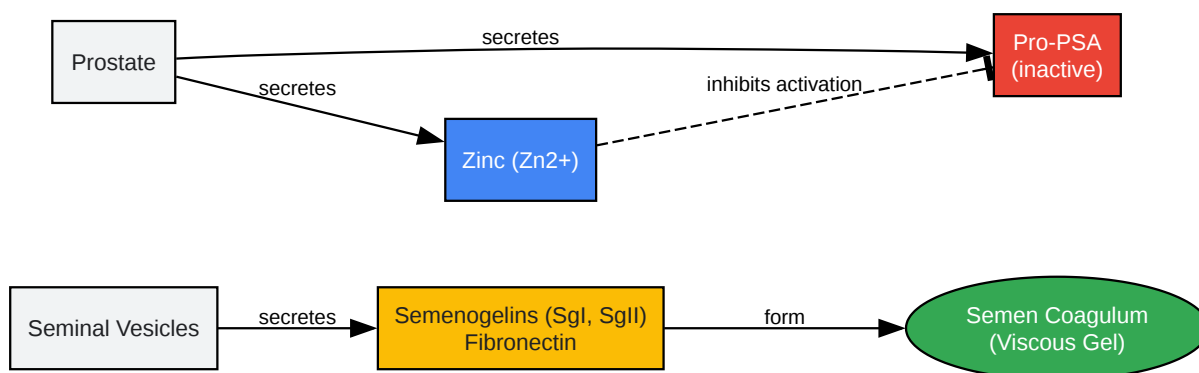 Prostate
secretes
Pro-PSA
(inactive)
secretes
inhibits activation
Zinc (Zn2+)
Seminal Vesicles
secretes
Semenogelins (SgI, SgII)
Fibronectin
form
Semen Coagulum
(Viscous Gel)